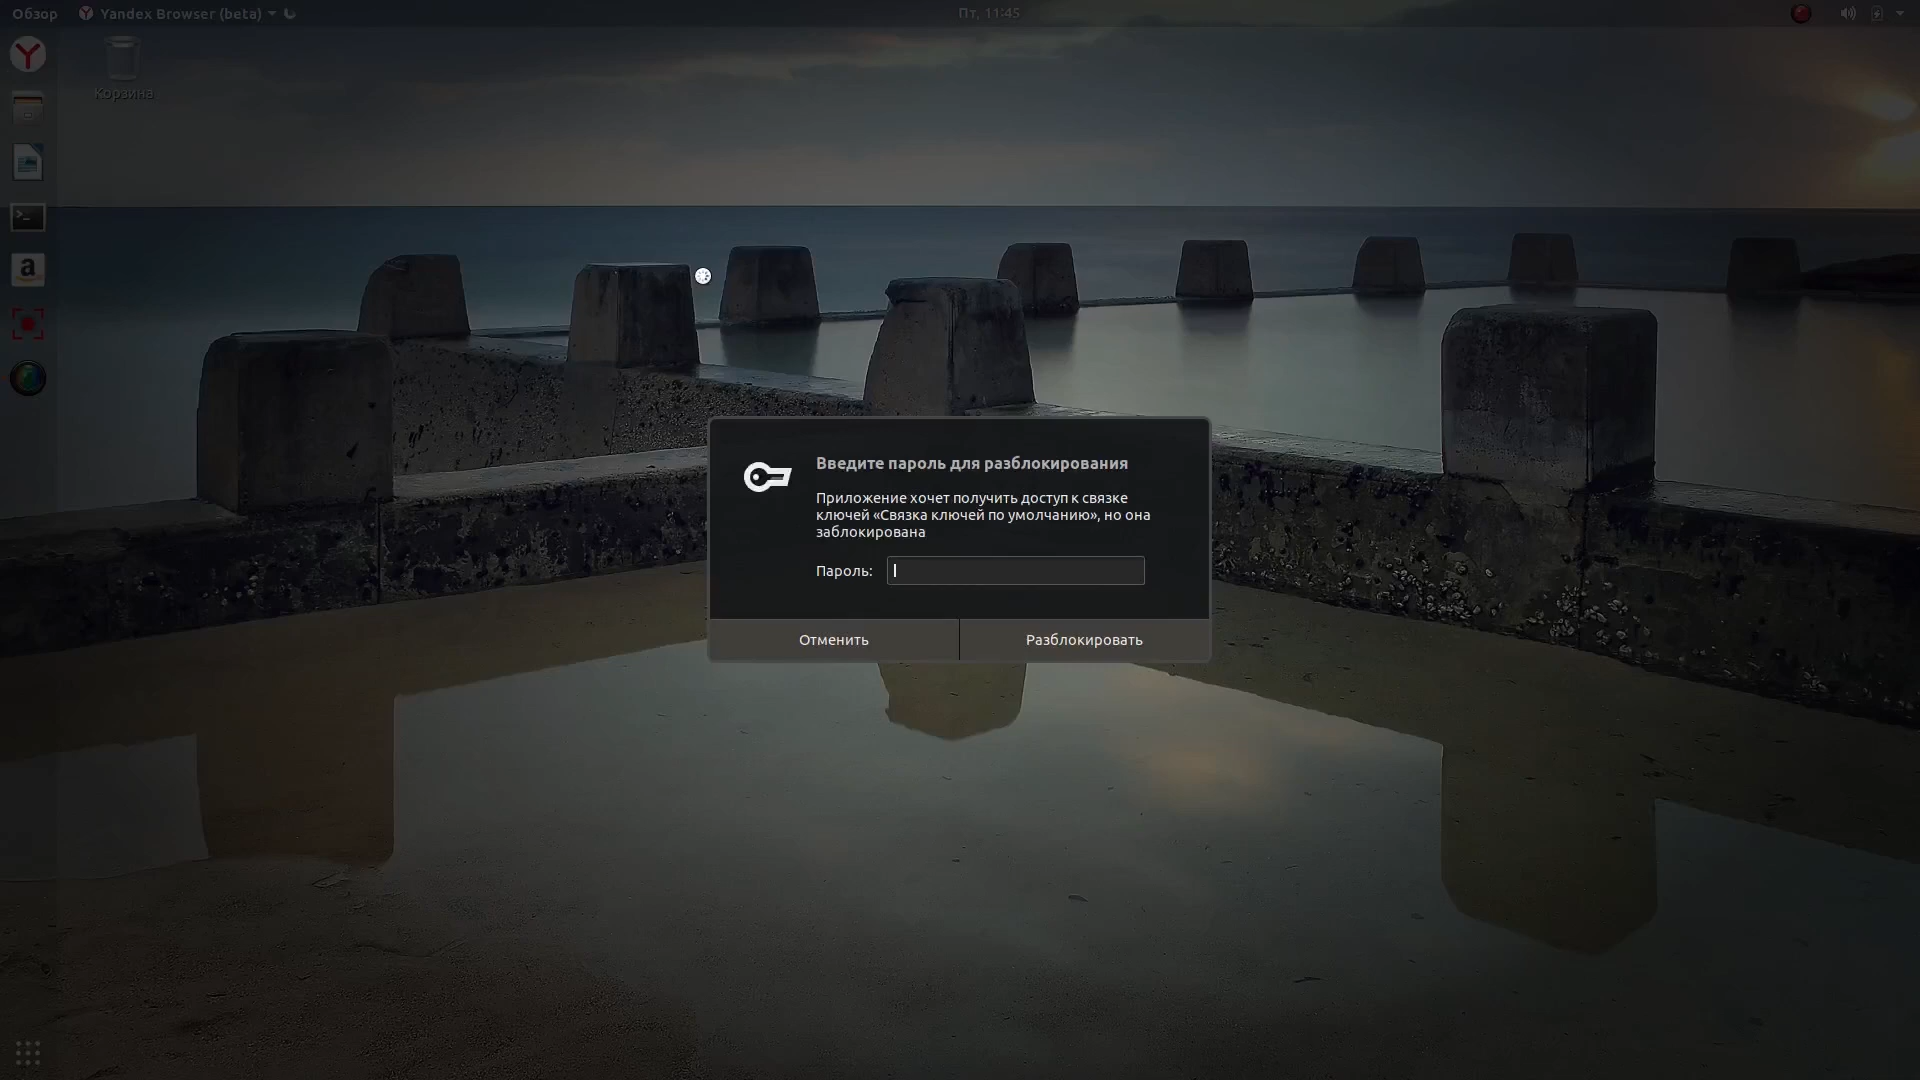 Обзор
Yandex Browser (beta)
Пт, 11:45
Корзина
Введите пароль для разблокирования
Приложение хочет получить доступ к связке
ключей «Связка ключей по умолчанию», но она
заблокирована
Пароль:
Отменить
Разблокировать